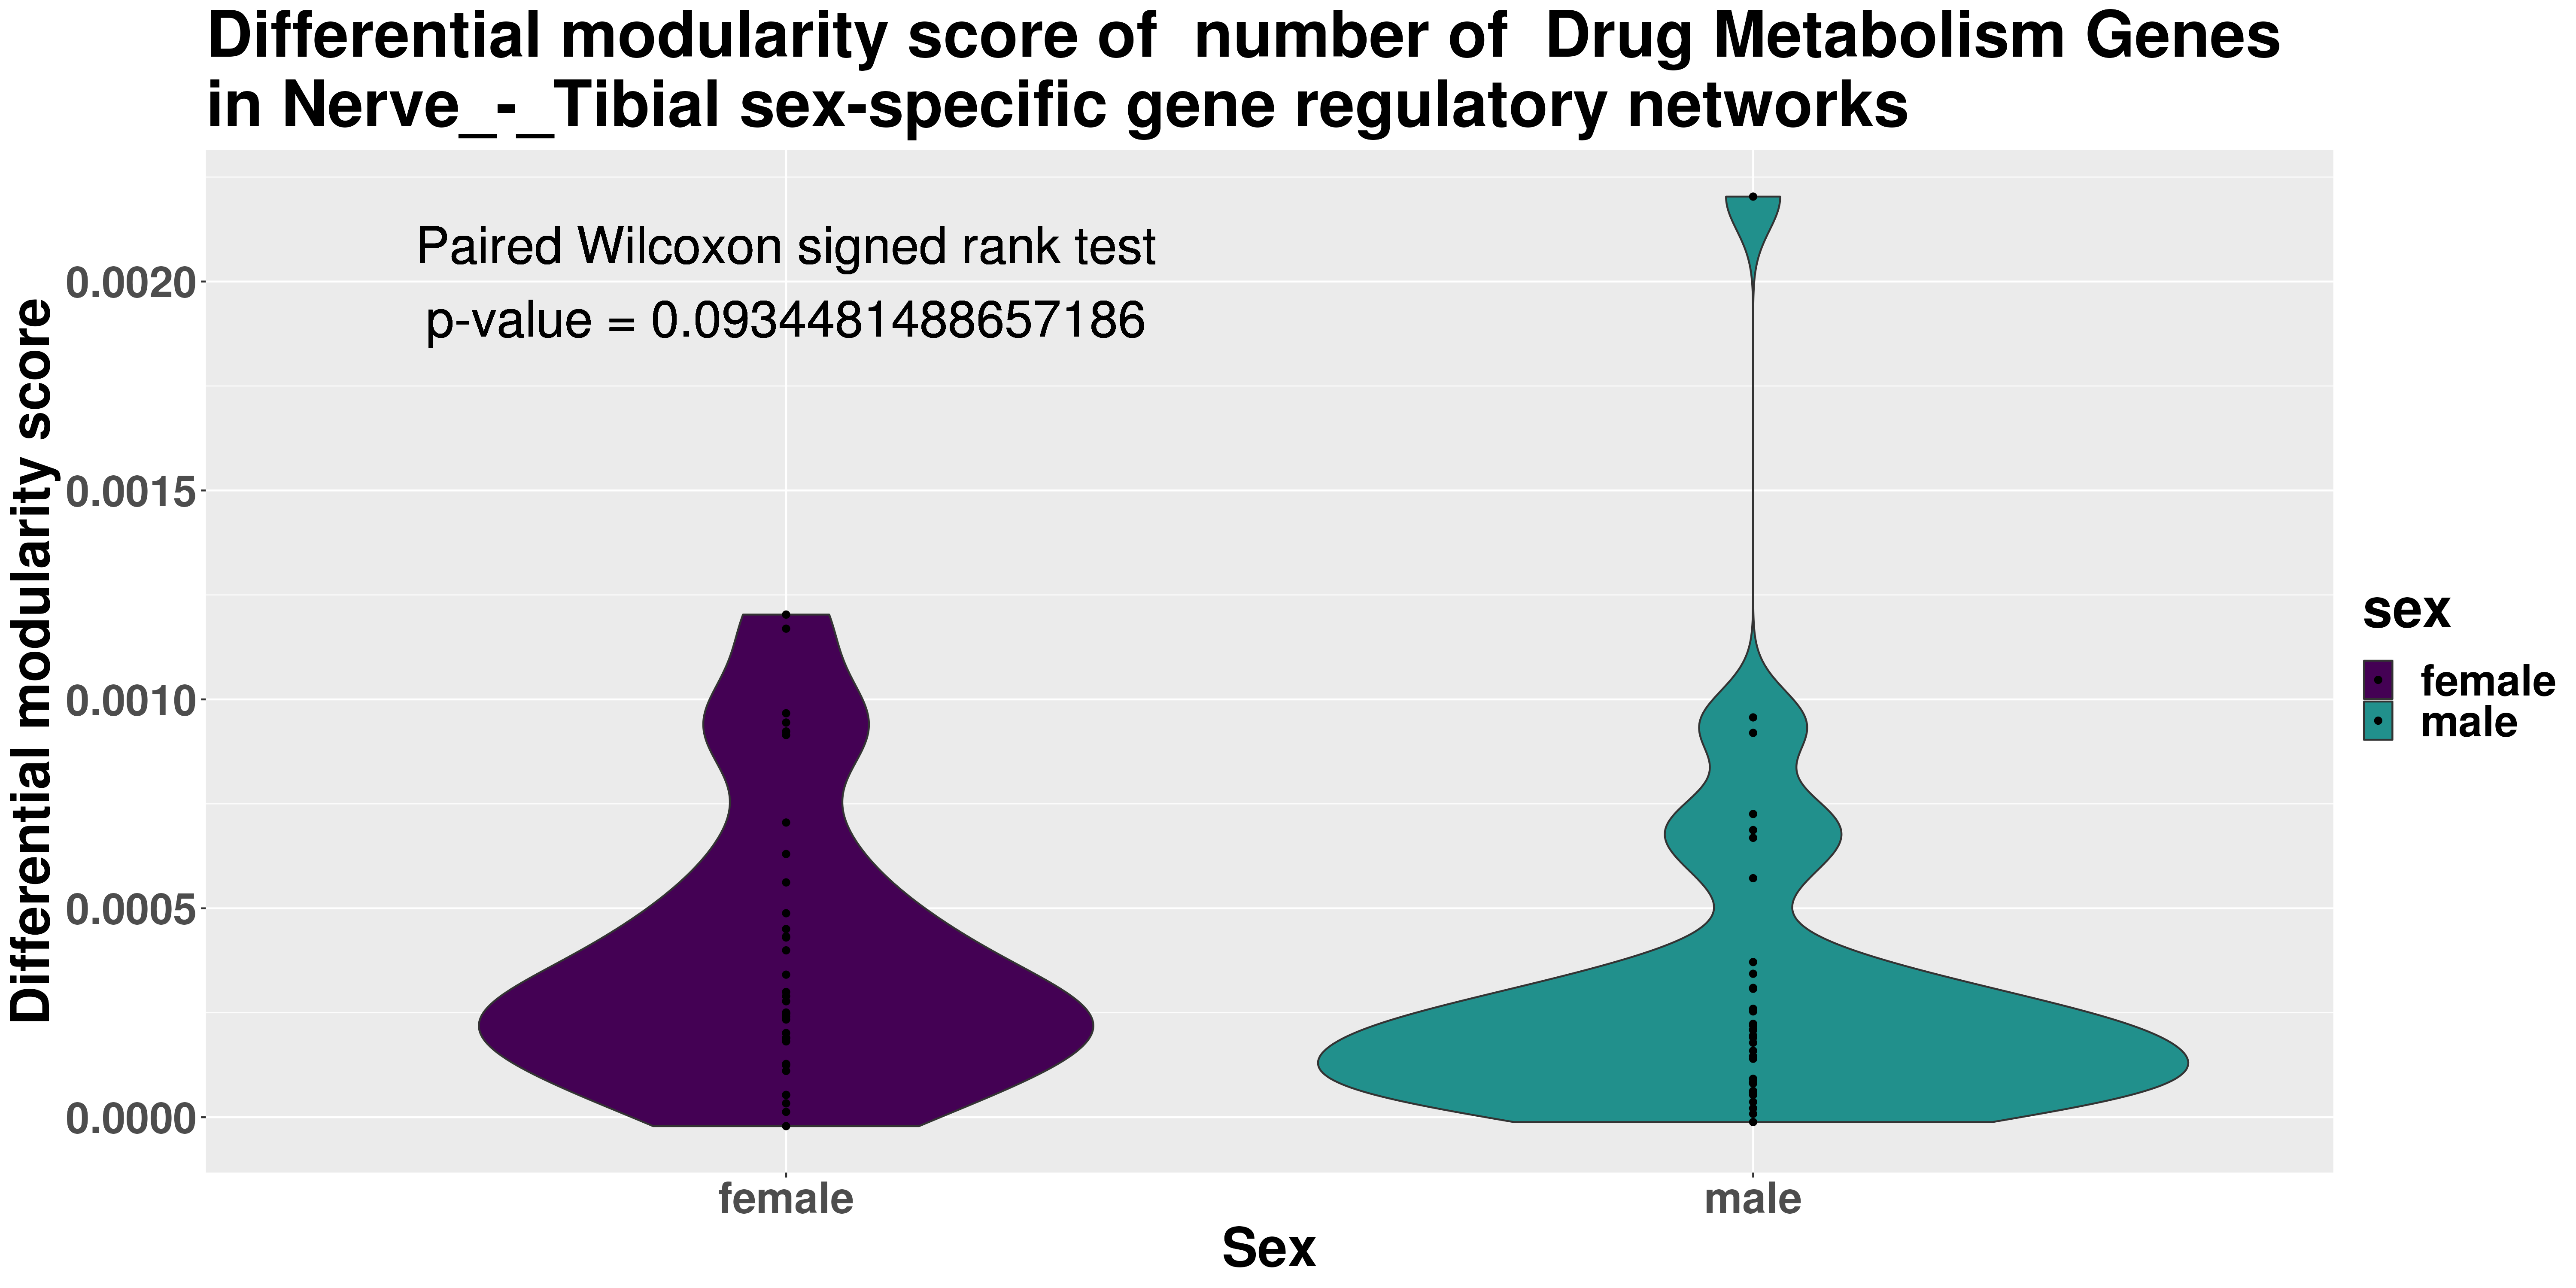 Differential modularity score of  number of  Drug Metabolism Genes
in Nerve_-_Tibial sex-specific gene regulatory networks
Paired Wilcoxon signed rank test
p-value = 0.0934481488657186
Differential modularity score
0.0020
0.0015
0.0010
0.0005
0.0000
female
male
Sex
sex
female
male